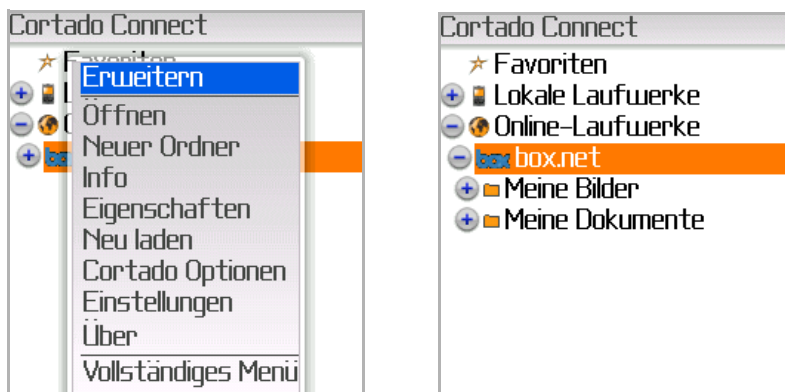 Cortado Connect
Erweitern
Öffnen
Neuer Ordner
Info
Eigenschaften
Neu laden
Cortado Optionen
Einstellungen
Über
Vollständiges Menü
Cortado Connect
Favoriten
Lokale Laufwerke
Online-Laufwerke
box box.net
Meine Bilder
Meine Dokumente